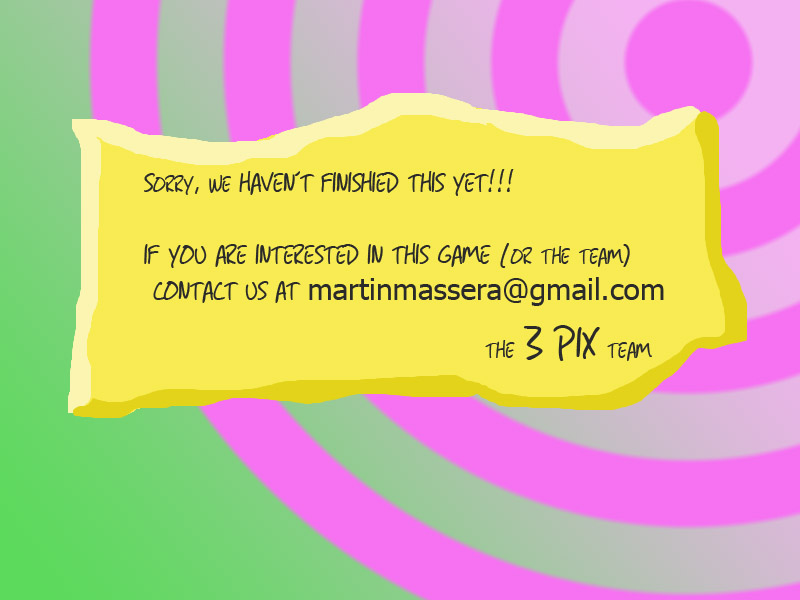 SORRY, WE HAVEN'T FINISHIED THIS YET!!!
IF YOU ARE INTERESTED IN THIS GAME (OR THE TEAM)
CONTACT US AT martinmassera@gmail.com
THE 3 PIX TEAM